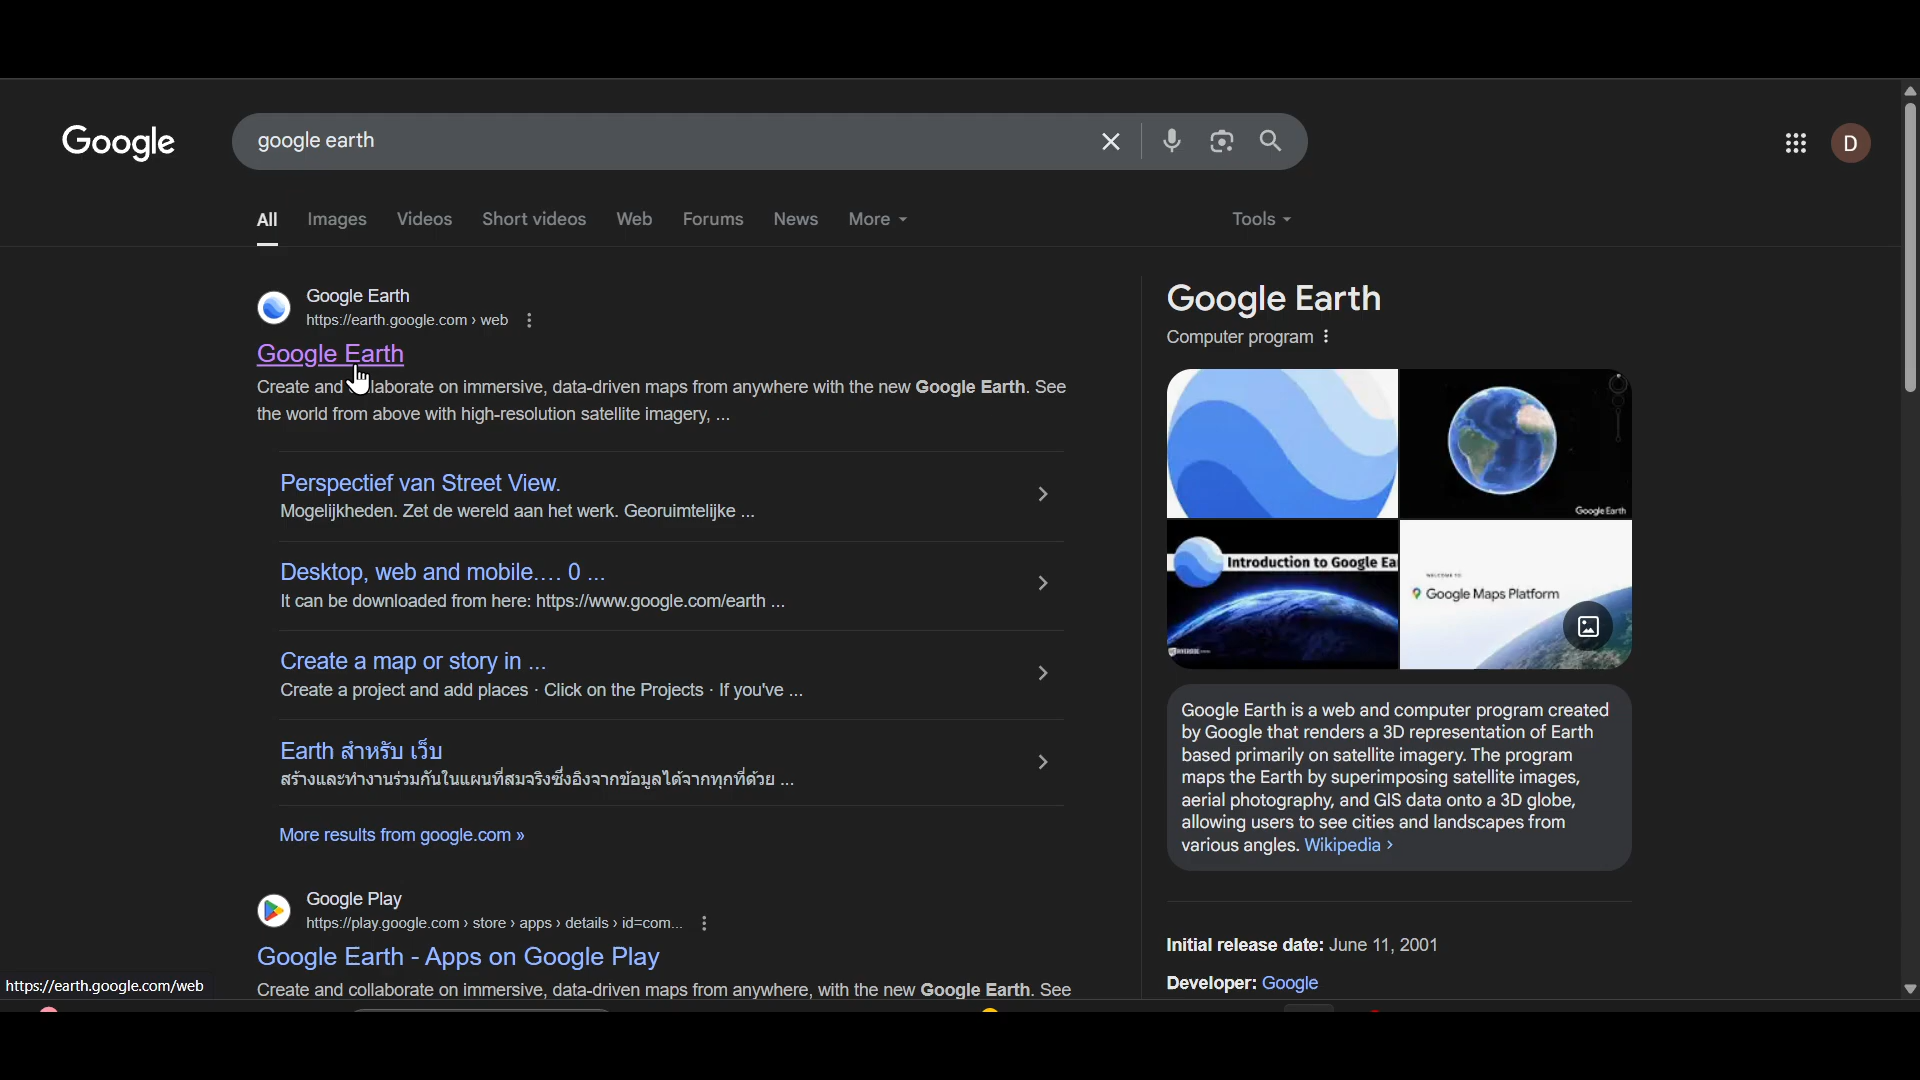 Google
google earth
D
All Images Videos Short videos Web Forums News More Tools
Google Earth
https://earth.google.com › web
Google Earth
Create and laborate on immersive, data-driven maps from anywhere with the new Google Earth. See
the world from above with high-resolution satellite imagery, ...
Perspectief van Street View.
Mogelijkheden. Zet de wereld aan het werk. Georuimtelijke ...
Desktop, web and mobile.… 0 ...
It can be downloaded from here: https://www.google.com/earth ...
Create a map or story in ...
Create a project and add places · Click on the Projects · If you've ...
Earth สำหรับ เว็บ
สร้างและทำงานร่วมกันในแผนที่สมจริงซึ่งอิงจากข้อมูลได้จากทุกที่ด้วย ...
More results from google.com »
Google Play
https://play.google.com › store › apps › details › id=com...
Google Earth - Apps on Google Play
Create and collaborate on immersive, data-driven maps from anywhere, with the new Google Earth. See
https://earth.google.com/web
Google Earth
Computer program
Google Earth
Introduction to Google Ea
WELCOME TO
Google Maps Platform
Google Earth is a web and computer program created
by Google that renders a 3D representation of Earth
based primarily on satellite imagery. The program
maps the Earth by superimposing satellite images,
aerial photography, and GIS data onto a 3D globe,
allowing users to see cities and landscapes from
various angles. Wikipedia ›
Initial release date: June 11, 2001
Developer: Google